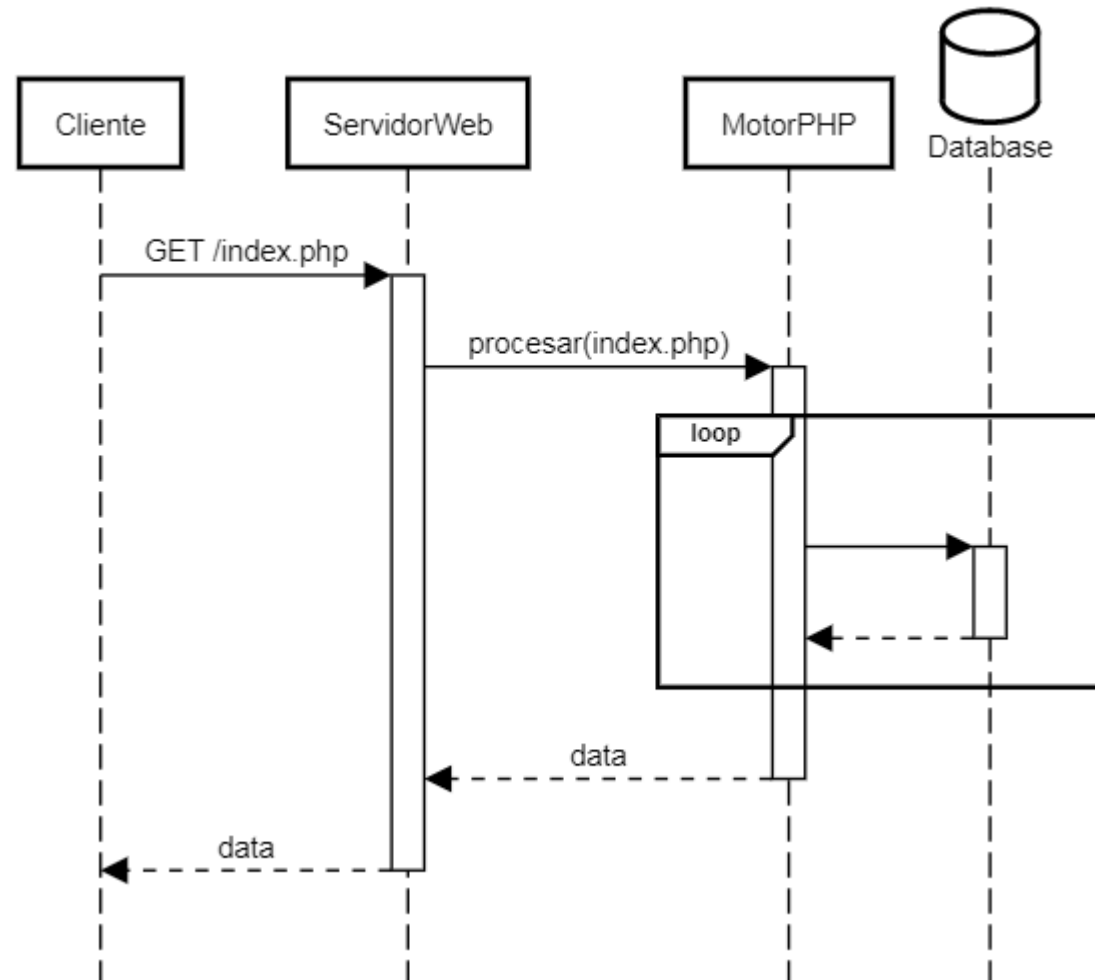 Cliente
ServidorWeb
MotorPHP
Database
GET /index.php
procesar(index.php)
loop
data
data